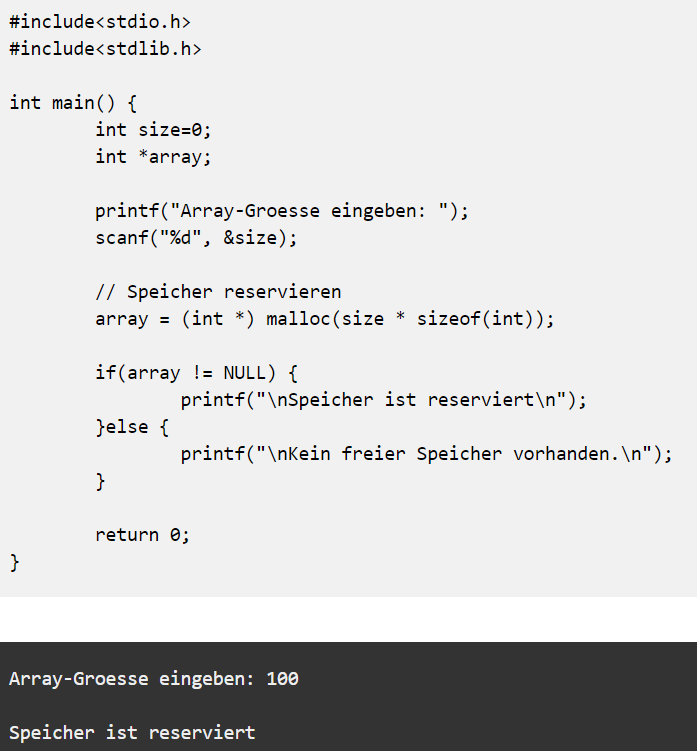 #include<stdio.h>
#include<stdlib.h>

int main() {
        int size=0;
        int *array;

        printf("Array-Groesse eingeben: ");
        scanf("%d", &size);

        // Speicher reservieren
        array = (int *) malloc(size * sizeof(int));

        if(array != NULL) {
                printf("\nSpeicher ist reserviert\n");
        }else {
                printf("\nKein freier Speicher vorhanden.\n");
        }

        return 0;
}

Array-Groesse eingeben: 100

Speicher ist reserviert